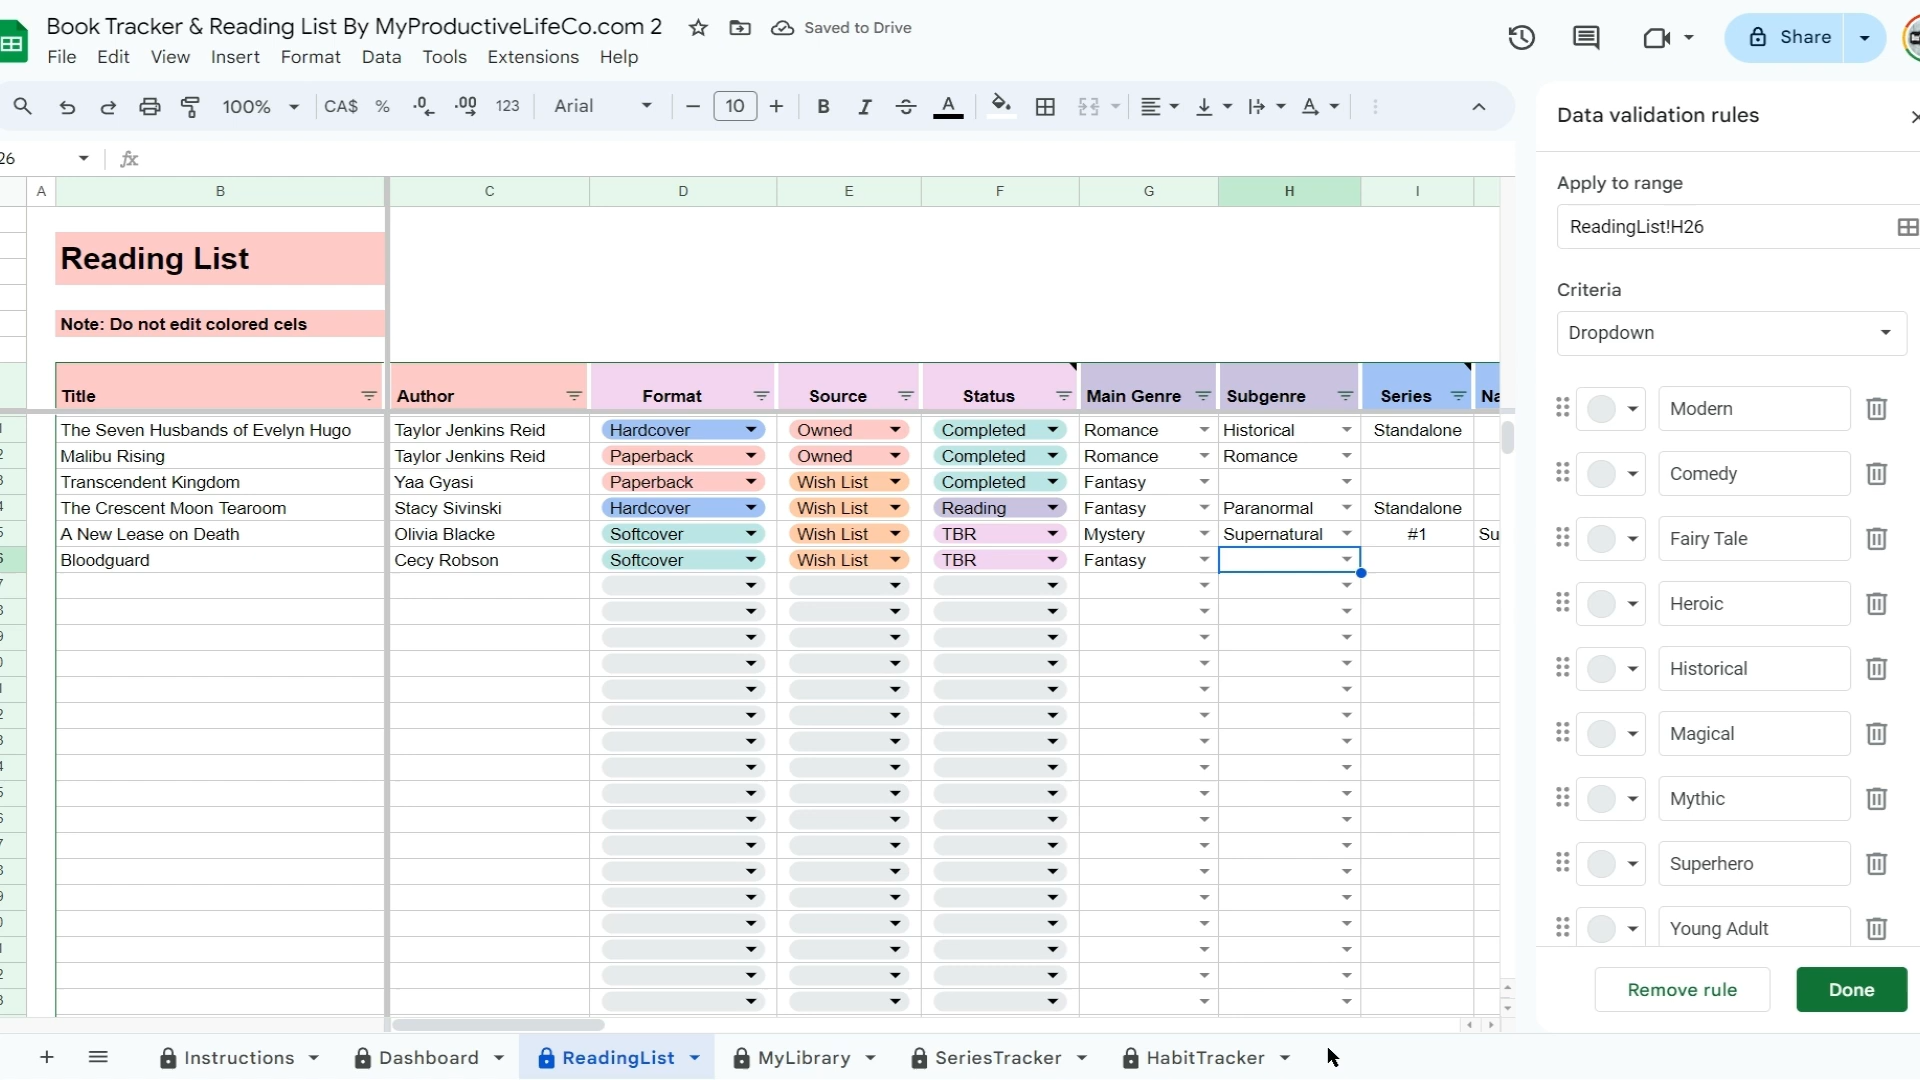 Book Tracker & Reading List By MyProductiveLifeCo.com 2 Saved to Drive
File Edit View Insert Format Data Tools Extensions Help
Share
100% CA$ % .0 .00 123 Arial 10 B I A
26 fx
A B C D E F G H I
Reading List
Note: Do not edit colored cels
Title Author Format Source Status Main Genre Subgenre Series Na
The Seven Husbands of Evelyn Hugo Taylor Jenkins Reid Hardcover Owned Completed Romance Historical Standalone
Malibu Rising Taylor Jenkins Reid Paperback Owned Completed Romance Romance
Transcendent Kingdom Yaa Gyasi Paperback Wish List Completed Fantasy
The Crescent Moon Tearoom Stacy Sivinski Hardcover Wish List Reading Fantasy Paranormal Standalone
A New Lease on Death Olivia Blacke Softcover Wish List TBR Mystery Supernatural #1 Su
Bloodguard Cecy Robson Softcover Wish List TBR Fantasy
Data validation rules
Apply to range
ReadingList!H26
Criteria
Dropdown
Modern
Comedy
Fairy Tale
Heroic
Historical
Magical
Mythic
Superhero
Young Adult
Remove rule Done
Instructions Dashboard ReadingList MyLibrary SeriesTracker HabitTracker